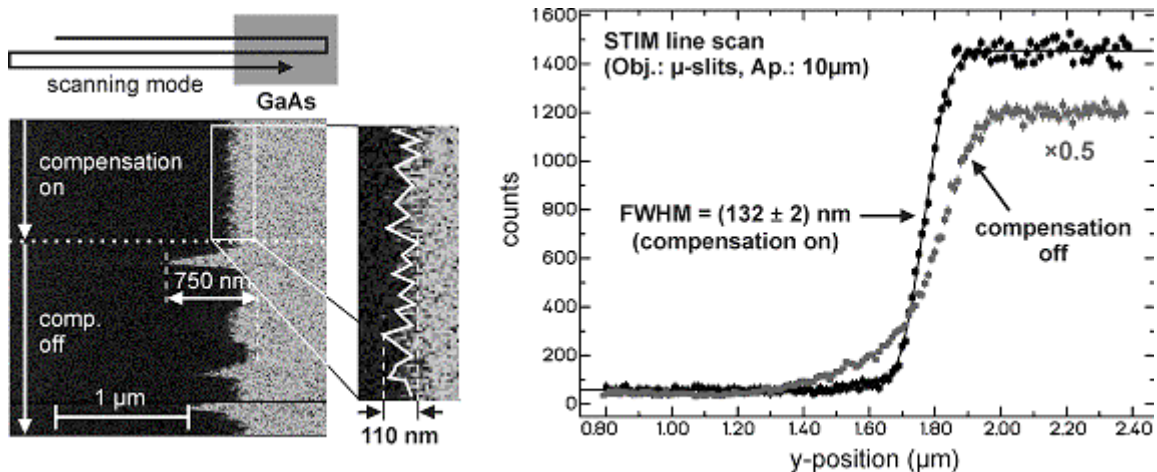 scanning mode
GaAs
compensation
on
750 nm
comp.
off
1 µm
110 nm
1600
1400
1200
1000
800
600
400
200
0
counts
STIM line scan
(Obj.: µ-slits, Ap.: 10µm)
×0.5
FWHM = (132 ± 2) nm
(compensation on)
compensation
off
0.80 1.00 1.20 1.40 1.60 1.80 2.00 2.20 2.40
y-position (µm)